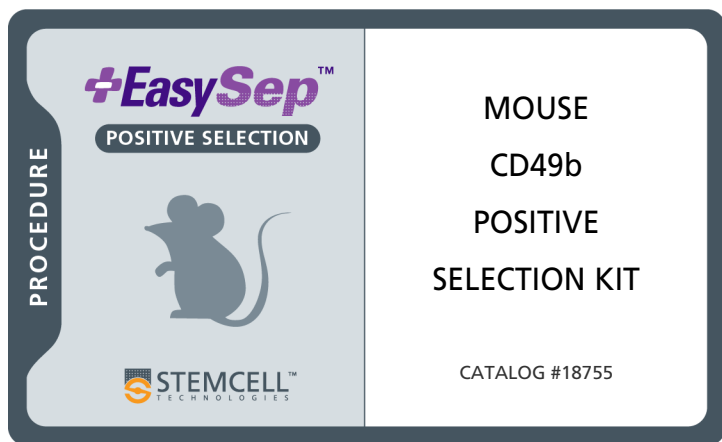 PROCEDURE
EasySep™
POSITIVE SELECTION
STEMCELL™
TECHNOLOGIES
MOUSE
CD49b
POSITIVE
SELECTION KIT
CATALOG #18755